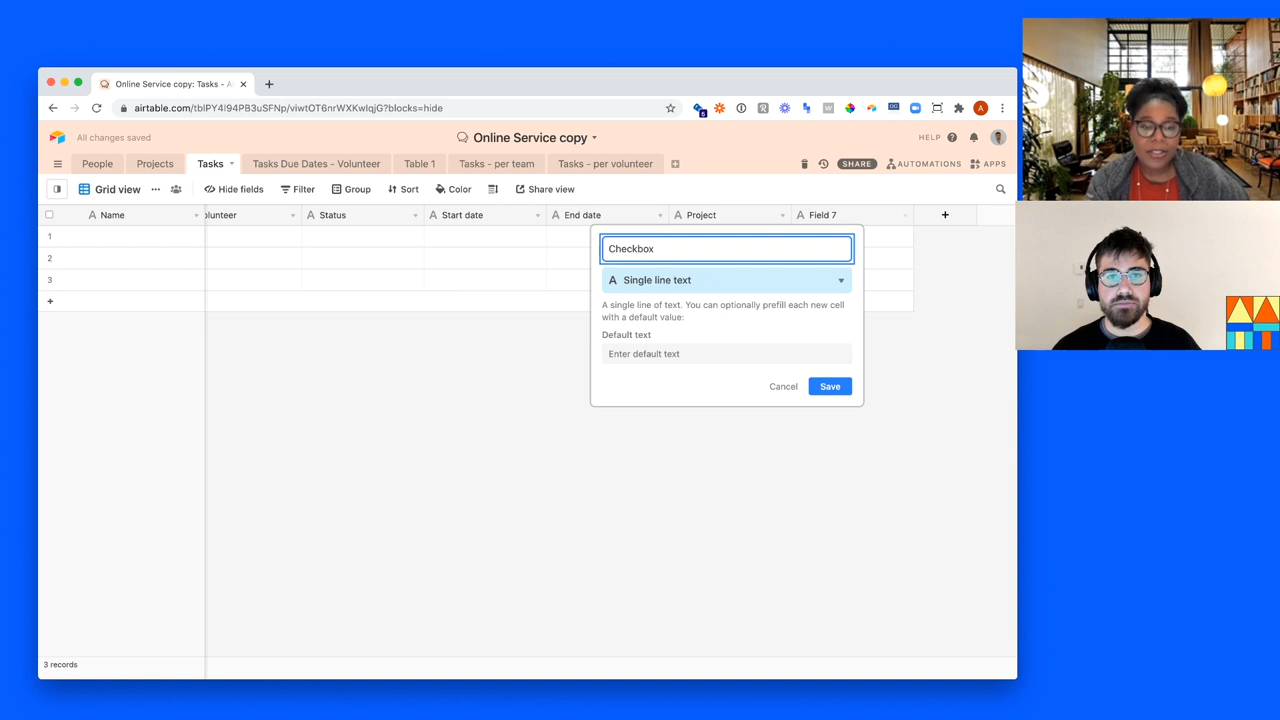 Online Service copy: Tasks - A
airtable.com/tblPY4I94PB3uSFNp/viwtOT6nrWXKwlqjG?blocks=hide
5
A
All changes saved
Online Service copy
HELP
People
Projects
Tasks
Tasks Due Dates - Volunteer
Table 1
Tasks - per team
Tasks - per volunteer
SHARE
AUTOMATIONS
APPS
Grid view
Hide fields
Filter
Group
Sort
Color
Share view
A Name
olunteer
A Status
A Start date
A End date
A Project
A Field 7
1
2
3
Checkbox
A Single line text
A single line of text. You can optionally prefill each new cell
with a default value:
Default text
Enter default text
Cancel
Save
3 records